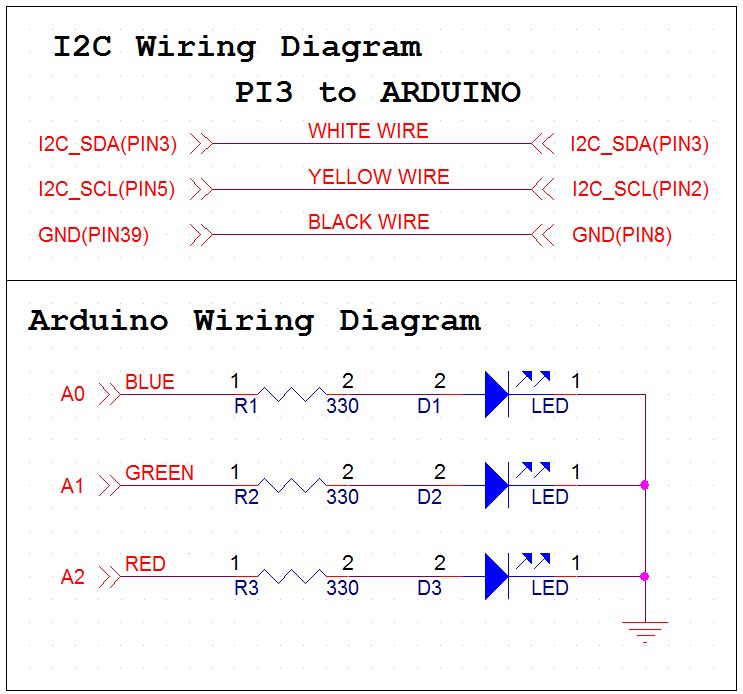 I2C Wiring Diagram
PI3 to ARDUINO
I2C_SDA(PIN3) WHITE WIRE I2C_SDA(PIN3)
I2C_SCL(PIN5) YELLOW WIRE I2C_SCL(PIN2)
GND(PIN39) BLACK WIRE GND(PIN8)
Arduino Wiring Diagram
A0 BLUE 1 2 2 1
R1 330 D1 LED
A1 GREEN 1 2 2 1
R2 330 D2 LED
A2 RED 1 2 2 1
R3 330 D3 LED